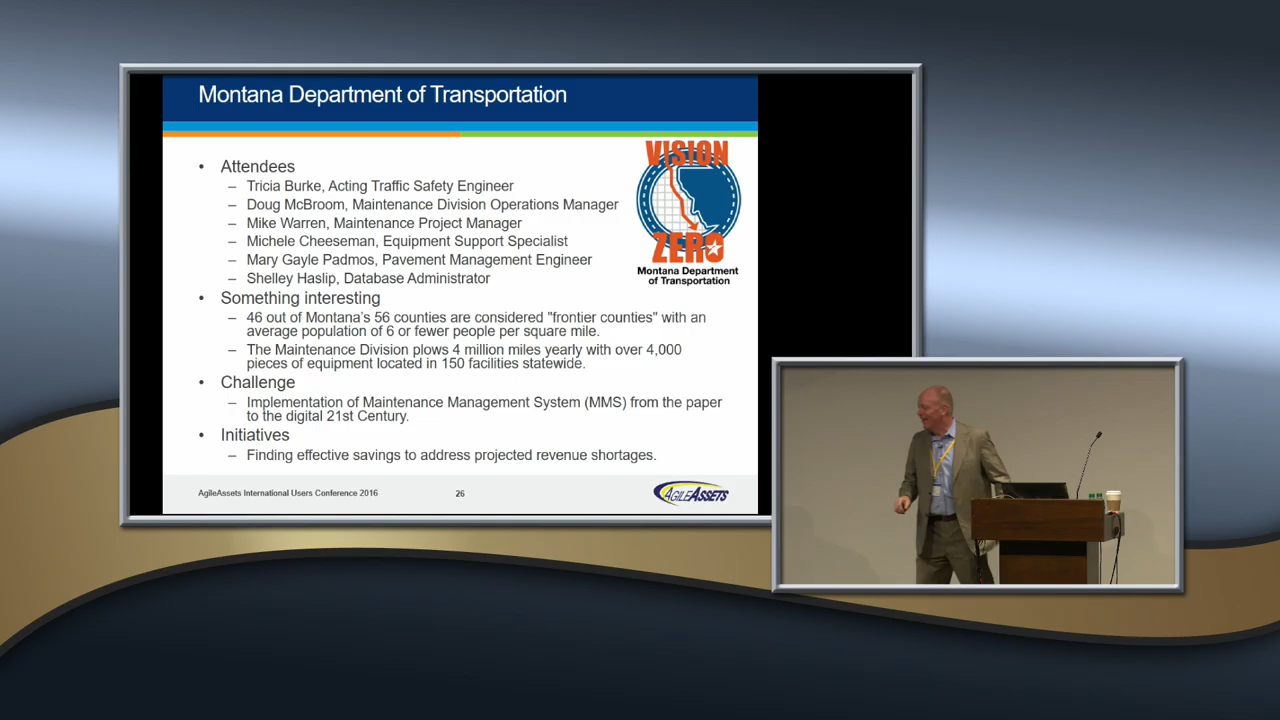 Montana Department of Transportation
• Attendees
– Tricia Burke, Acting Traffic Safety Engineer
– Doug McBroom, Maintenance Division Operations Manager
– Mike Warren, Maintenance Project Manager
– Michele Cheeseman, Equipment Support Specialist
– Mary Gayle Padmos, Pavement Management Engineer
– Shelley Haslip, Database Administrator
VISION
ZERO
Montana Department
of Transportation
• Something interesting
– 46 out of Montana's 56 counties are considered "frontier counties" with an
average population of 6 or fewer people per square mile.
– The Maintenance Division plows 4 million miles yearly with over 4,000
pieces of equipment located in 150 facilities statewide.
• Challenge
– Implementation of Maintenance Management System (MMS) from the paper
to the digital 21st Century.
• Initiatives
– Finding effective savings to address projected revenue shortages.
AgileAssets International Users Conference 2016
26
AGILEASSETS